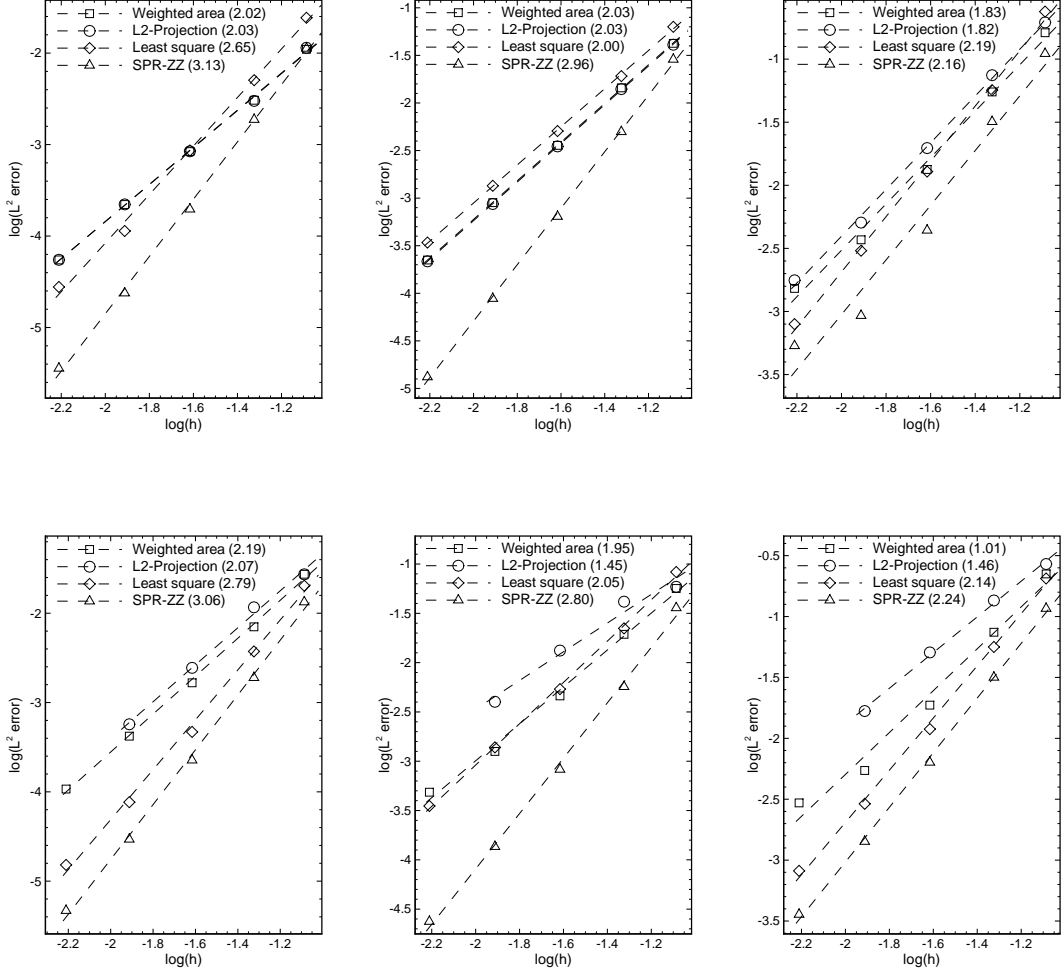 Weighted area (2.02)
L2-Projection (2.03)
Least square (2.65)
SPR-ZZ (3.13)
log(L² error)
-2
-3
-4
-5
-2.2 -2 -1.8 -1.6 -1.4 -1.2
log(h)
Weighted area (2.03)
L2-Projection (2.03)
Least square (2.00)
SPR-ZZ (2.96)
log(L² error)
-1
-1.5
-2
-2.5
-3
-3.5
-4
-4.5
-5
-2.2 -2 -1.8 -1.6 -1.4 -1.2
log(h)
Weighted area (1.83)
L2-Projection (1.82)
Least square (2.19)
SPR-ZZ (2.16)
log(L² error)
-1
-1.5
-2
-2.5
-3
-3.5
-2.2 -2 -1.8 -1.6 -1.4 -1.2
log(h)
Weighted area (2.19)
L2-Projection (2.07)
Least square (2.79)
SPR-ZZ (3.06)
log(L² error)
-2
-3
-4
-5
-2.2 -2 -1.8 -1.6 -1.4 -1.2
log(h)
Weighted area (1.95)
L2-Projection (1.45)
Least square (2.05)
SPR-ZZ (2.80)
log(L² error)
-1
-1.5
-2
-2.5
-3
-3.5
-4
-4.5
-2.2 -2 -1.8 -1.6 -1.4 -1.2
log(h)
Weighted area (1.01)
L2-Projection (1.46)
Least square (2.14)
SPR-ZZ (2.24)
log(L² error)
-0.5
-1
-1.5
-2
-2.5
-3
-3.5
-2.2 -2 -1.8 -1.6 -1.4 -1.2
log(h)